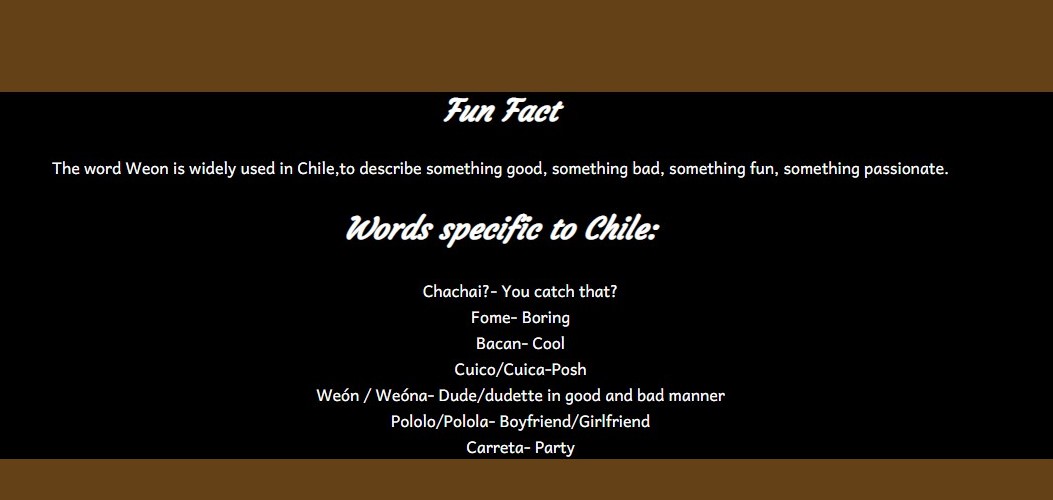 Fun Fact
The word Weon is widely used in Chile,to describe something good, something bad, something fun, something passionate.
Words specific to Chile:
Chachai?- You catch that?
Fome- Boring
Bacan- Cool
Cuico/Cuica-Posh
Weón / Weóna- Dude/dudette in good and bad manner
Pololo/Polola- Boyfriend/Girlfriend
Carreta- Party